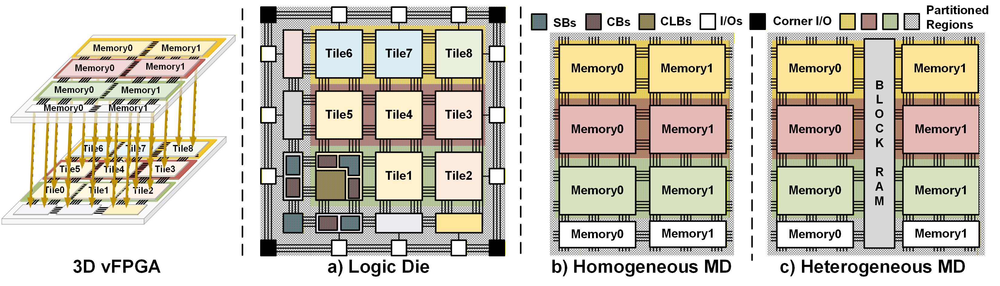 Memory0 Memory1
Memory0 Memory1
Memory0 Memory1
Memory0 Memory1
Tile6 Tile7 Tile8
Tile5 Tile4 Tile3
Tile0 Tile1 Tile2
3D vFPGA
Tile6 Tile7 Tile8
Tile5 Tile4 Tile3
Tile1 Tile2
a) Logic Die
SBs CBs CLBs I/Os Corner I/O Partitioned
Regions
Memory0 Memory1
Memory0 Memory1
Memory0 Memory1
Memory0 Memory1
b) Homogeneous MD
Memory0 Memory1
Memory0 Memory1
Memory0 Memory1
Memory0 Memory1
BLOCK RAM
c) Heterogeneous MD